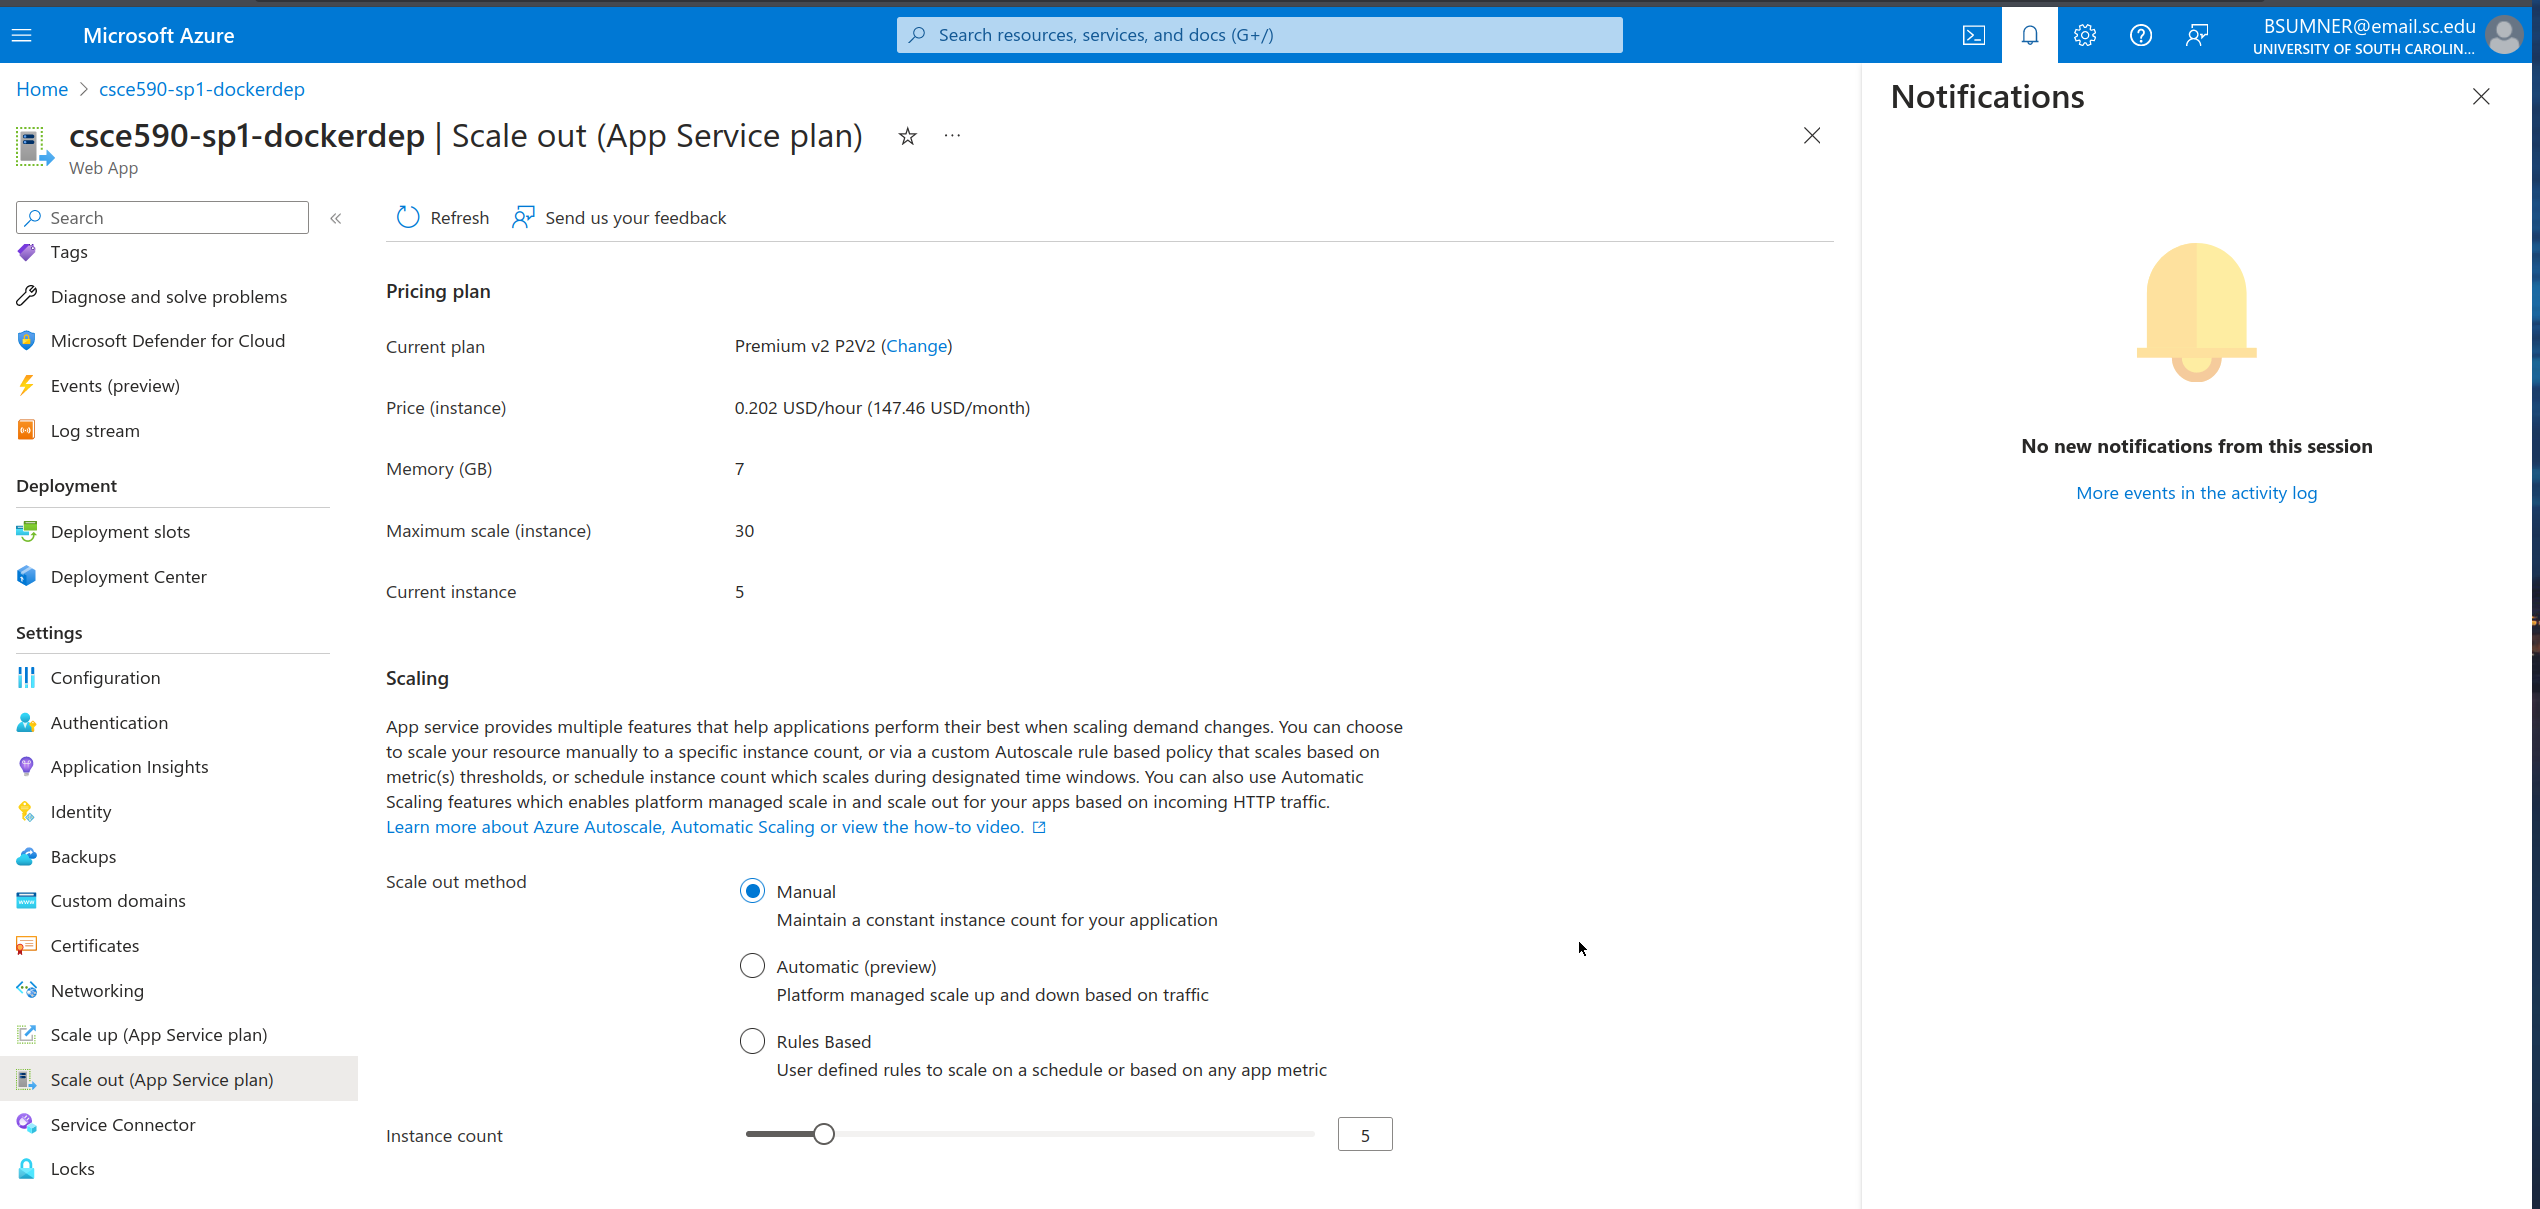 Microsoft Azure
Search resources, services, and docs (G+/)
BSUMNER@email.sc.edu
UNIVERSITY OF SOUTH CAROLIN...
Home > csce590-sp1-dockerdep
csce590-sp1-dockerdep | Scale out (App Service plan)
Web App
Search
Tags
Diagnose and solve problems
Microsoft Defender for Cloud
Events (preview)
Log stream
Deployment
Deployment slots
Deployment Center
Settings
Configuration
Authentication
Application Insights
Identity
Backups
Custom domains
Certificates
Networking
Scale up (App Service plan)
Scale out (App Service plan)
Service Connector
Locks
Refresh
Send us your feedback
Pricing plan
Current plan
Premium v2 P2V2 (Change)
Price (instance)
0.202 USD/hour (147.46 USD/month)
Memory (GB)
7
Maximum scale (instance)
30
Current instance
5
Scaling
App service provides multiple features that help applications perform their best when scaling demand changes. You can choose
to scale your resource manually to a specific instance count, or via a custom Autoscale rule based policy that scales based on
metric(s) thresholds, or schedule instance count which scales during designated time windows. You can also use Automatic
Scaling features which enables platform managed scale in and scale out for your apps based on incoming HTTP traffic.
Learn more about Azure Autoscale, Automatic Scaling or view the how-to video.
Scale out method
Manual
Maintain a constant instance count for your application
Automatic (preview)
Platform managed scale up and down based on traffic
Rules Based
User defined rules to scale on a schedule or based on any app metric
Instance count
5
Notifications
No new notifications from this session
More events in the activity log